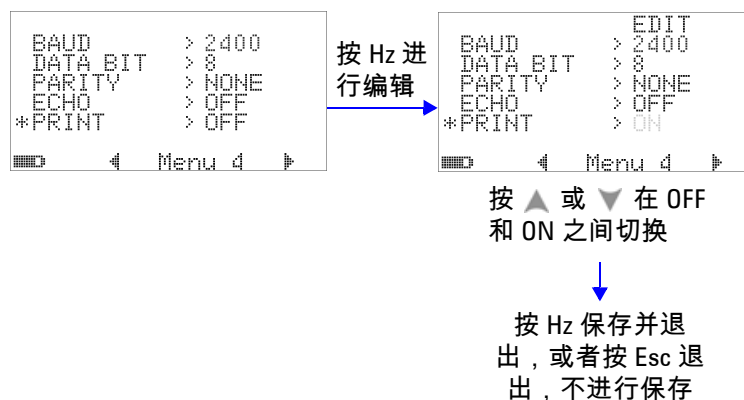 BAUD > 2400
DATA BIT > 8
PARITY > NONE
ECHO > OFF
*PRINT > OFF
Menu 4
按 Hz 进
行编辑
EDIT
BAUD > 2400
DATA BIT > 8
PARITY > NONE
ECHO > OFF
*PRINT > ON
Menu 4
按 ▲ 或 ▼ 在 OFF
和 ON 之间切换
按 Hz 保存并退
出，或者按 Esc 退
出，不进行保存